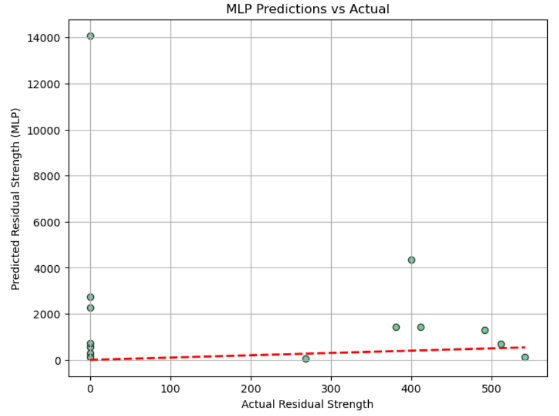 MLP Predictions vs Actual
Predicted Residual Strength (MLP)
14000
12000
10000
8000
6000
4000
2000
0
0 100 200 300 400 500
Actual Residual Strength